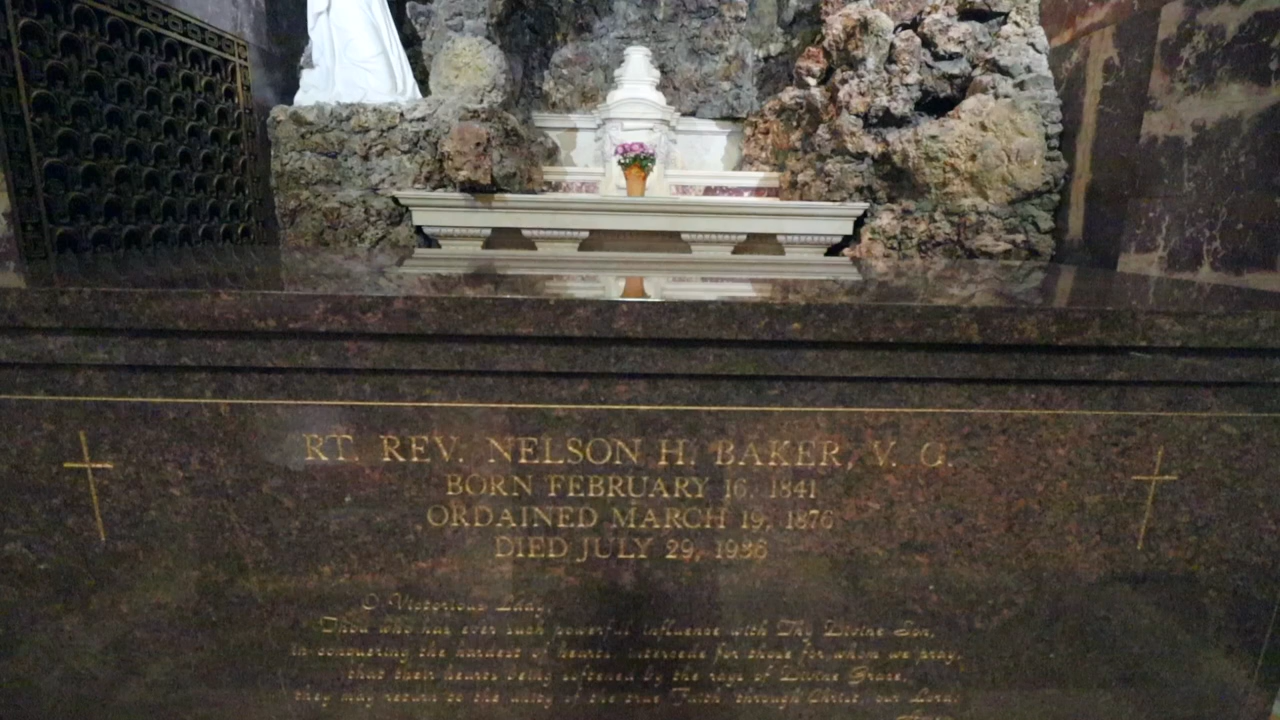 RT. REV. NELSON H. BAKER, V. G.
BORN FEBRUARY 16, 1841
ORDAINED MARCH 19, 1876
DIED JULY 29, 1936
O Victorious Lady,
Thou who has ever such powerful influence with Thy Divine Son,
in conquering the hardest of hearts, intercede for those for whom we pray,
that their hearts being softened by the rays of Divine Grace,
they may return to the unity of the true Faith through Christ, our Lord.